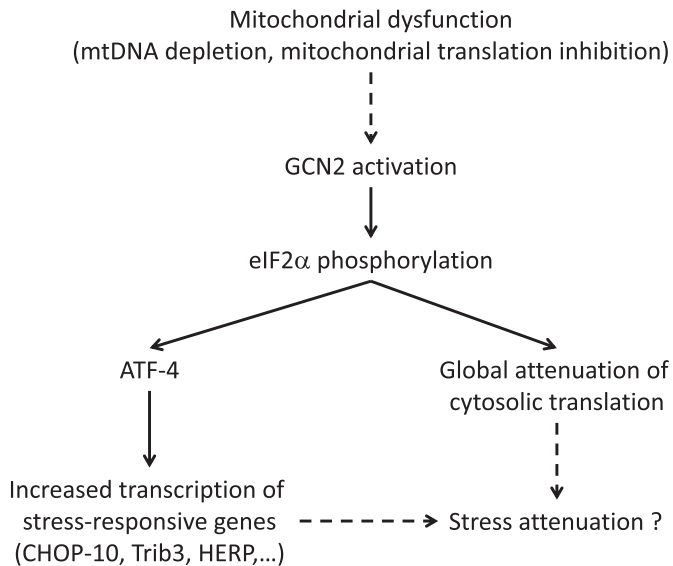 Mitochondrial dysfunction
(mtDNA depletion, mitochondrial translation inhibition)
GCN2 activation
eIF2α phosphorylation
ATF-4
Global attenuation of
cytosolic translation
Increased transcription of
stress-responsive genes
(CHOP-10, Trib3, HERP,...)
Stress attenuation ?